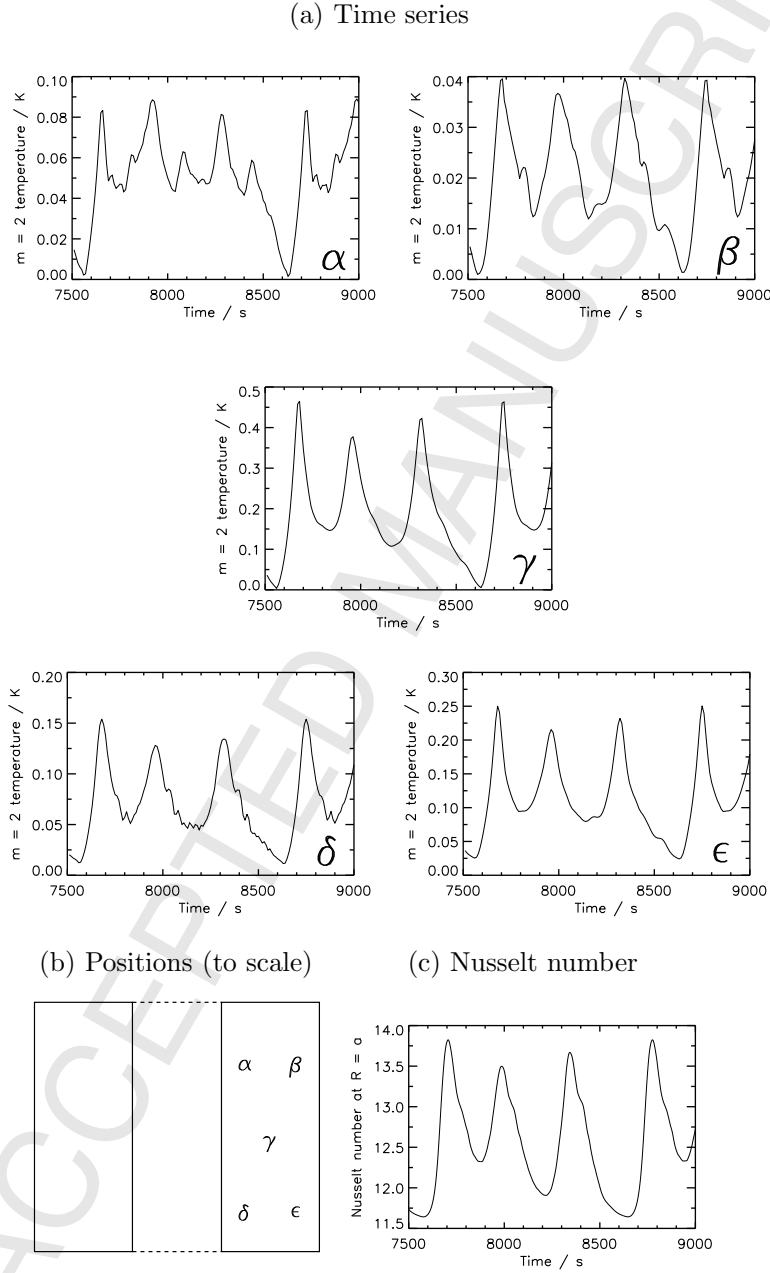 (a) Time series
m = 2 temperature / K
0.10
0.08
0.06
0.04
0.02
0.00
α
7500 8000 8500 9000
Time / s
m = 2 temperature / K
0.04
0.03
0.02
0.01
0.00
β
7500 8000 8500 9000
Time / s
m = 2 temperature / K
0.5
0.4
0.3
0.2
0.1
0.0
γ
7500 8000 8500 9000
Time / s
m = 2 temperature / K
0.20
0.15
0.10
0.05
0.00
δ
7500 8000 8500 9000
Time / s
m = 2 temperature / K
0.30
0.25
0.20
0.15
0.10
0.05
0.00
ϵ
7500 8000 8500 9000
Time / s
(b) Positions (to scale)
α β
γ
δ ϵ
(c) Nusselt number
Nusselt number at R = a
14.0
13.5
13.0
12.5
12.0
11.5
7500 8000 8500 9000
Time / s
ACCEPTED MANUSCRI